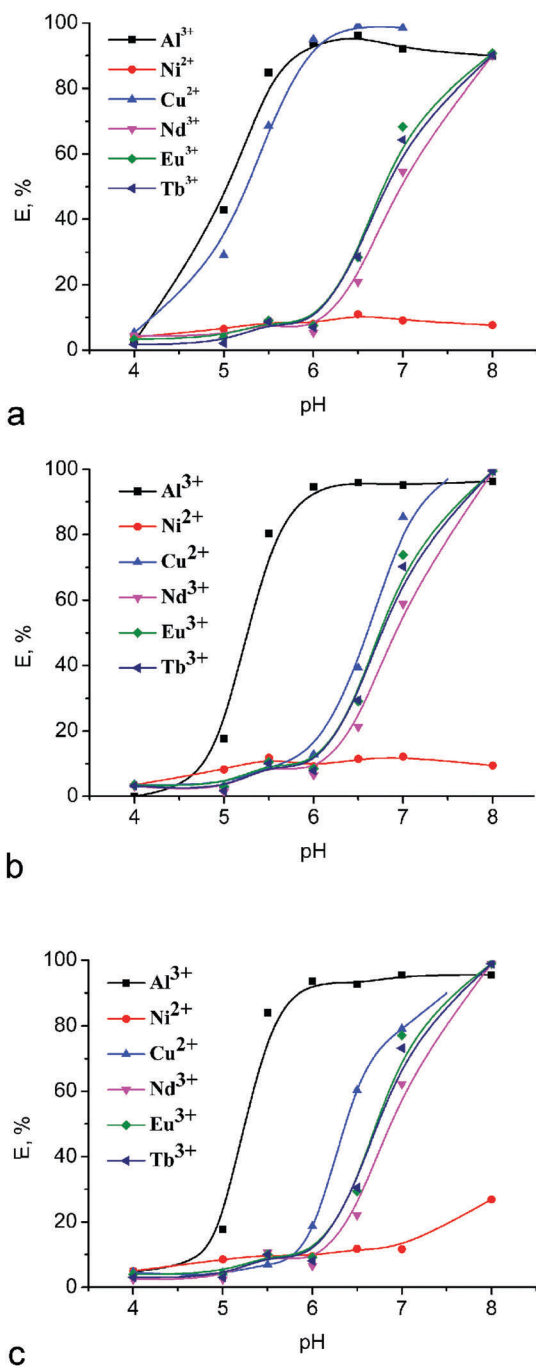 100
80
60
40
20
0
E, %
Al³⁺
Ni²⁺
Cu²⁺
Nd³⁺
Eu³⁺
Tb³⁺
4 5 6 7 8
pH
a
100
80
60
40
20
0
E, %
Al³⁺
Ni²⁺
Cu²⁺
Nd³⁺
Eu³⁺
Tb³⁺
4 5 6 7 8
pH
b
100
80
60
40
20
0
E, %
Al³⁺
Ni²⁺
Cu²⁺
Nd³⁺
Eu³⁺
Tb³⁺
4 5 6 7 8
pH
c